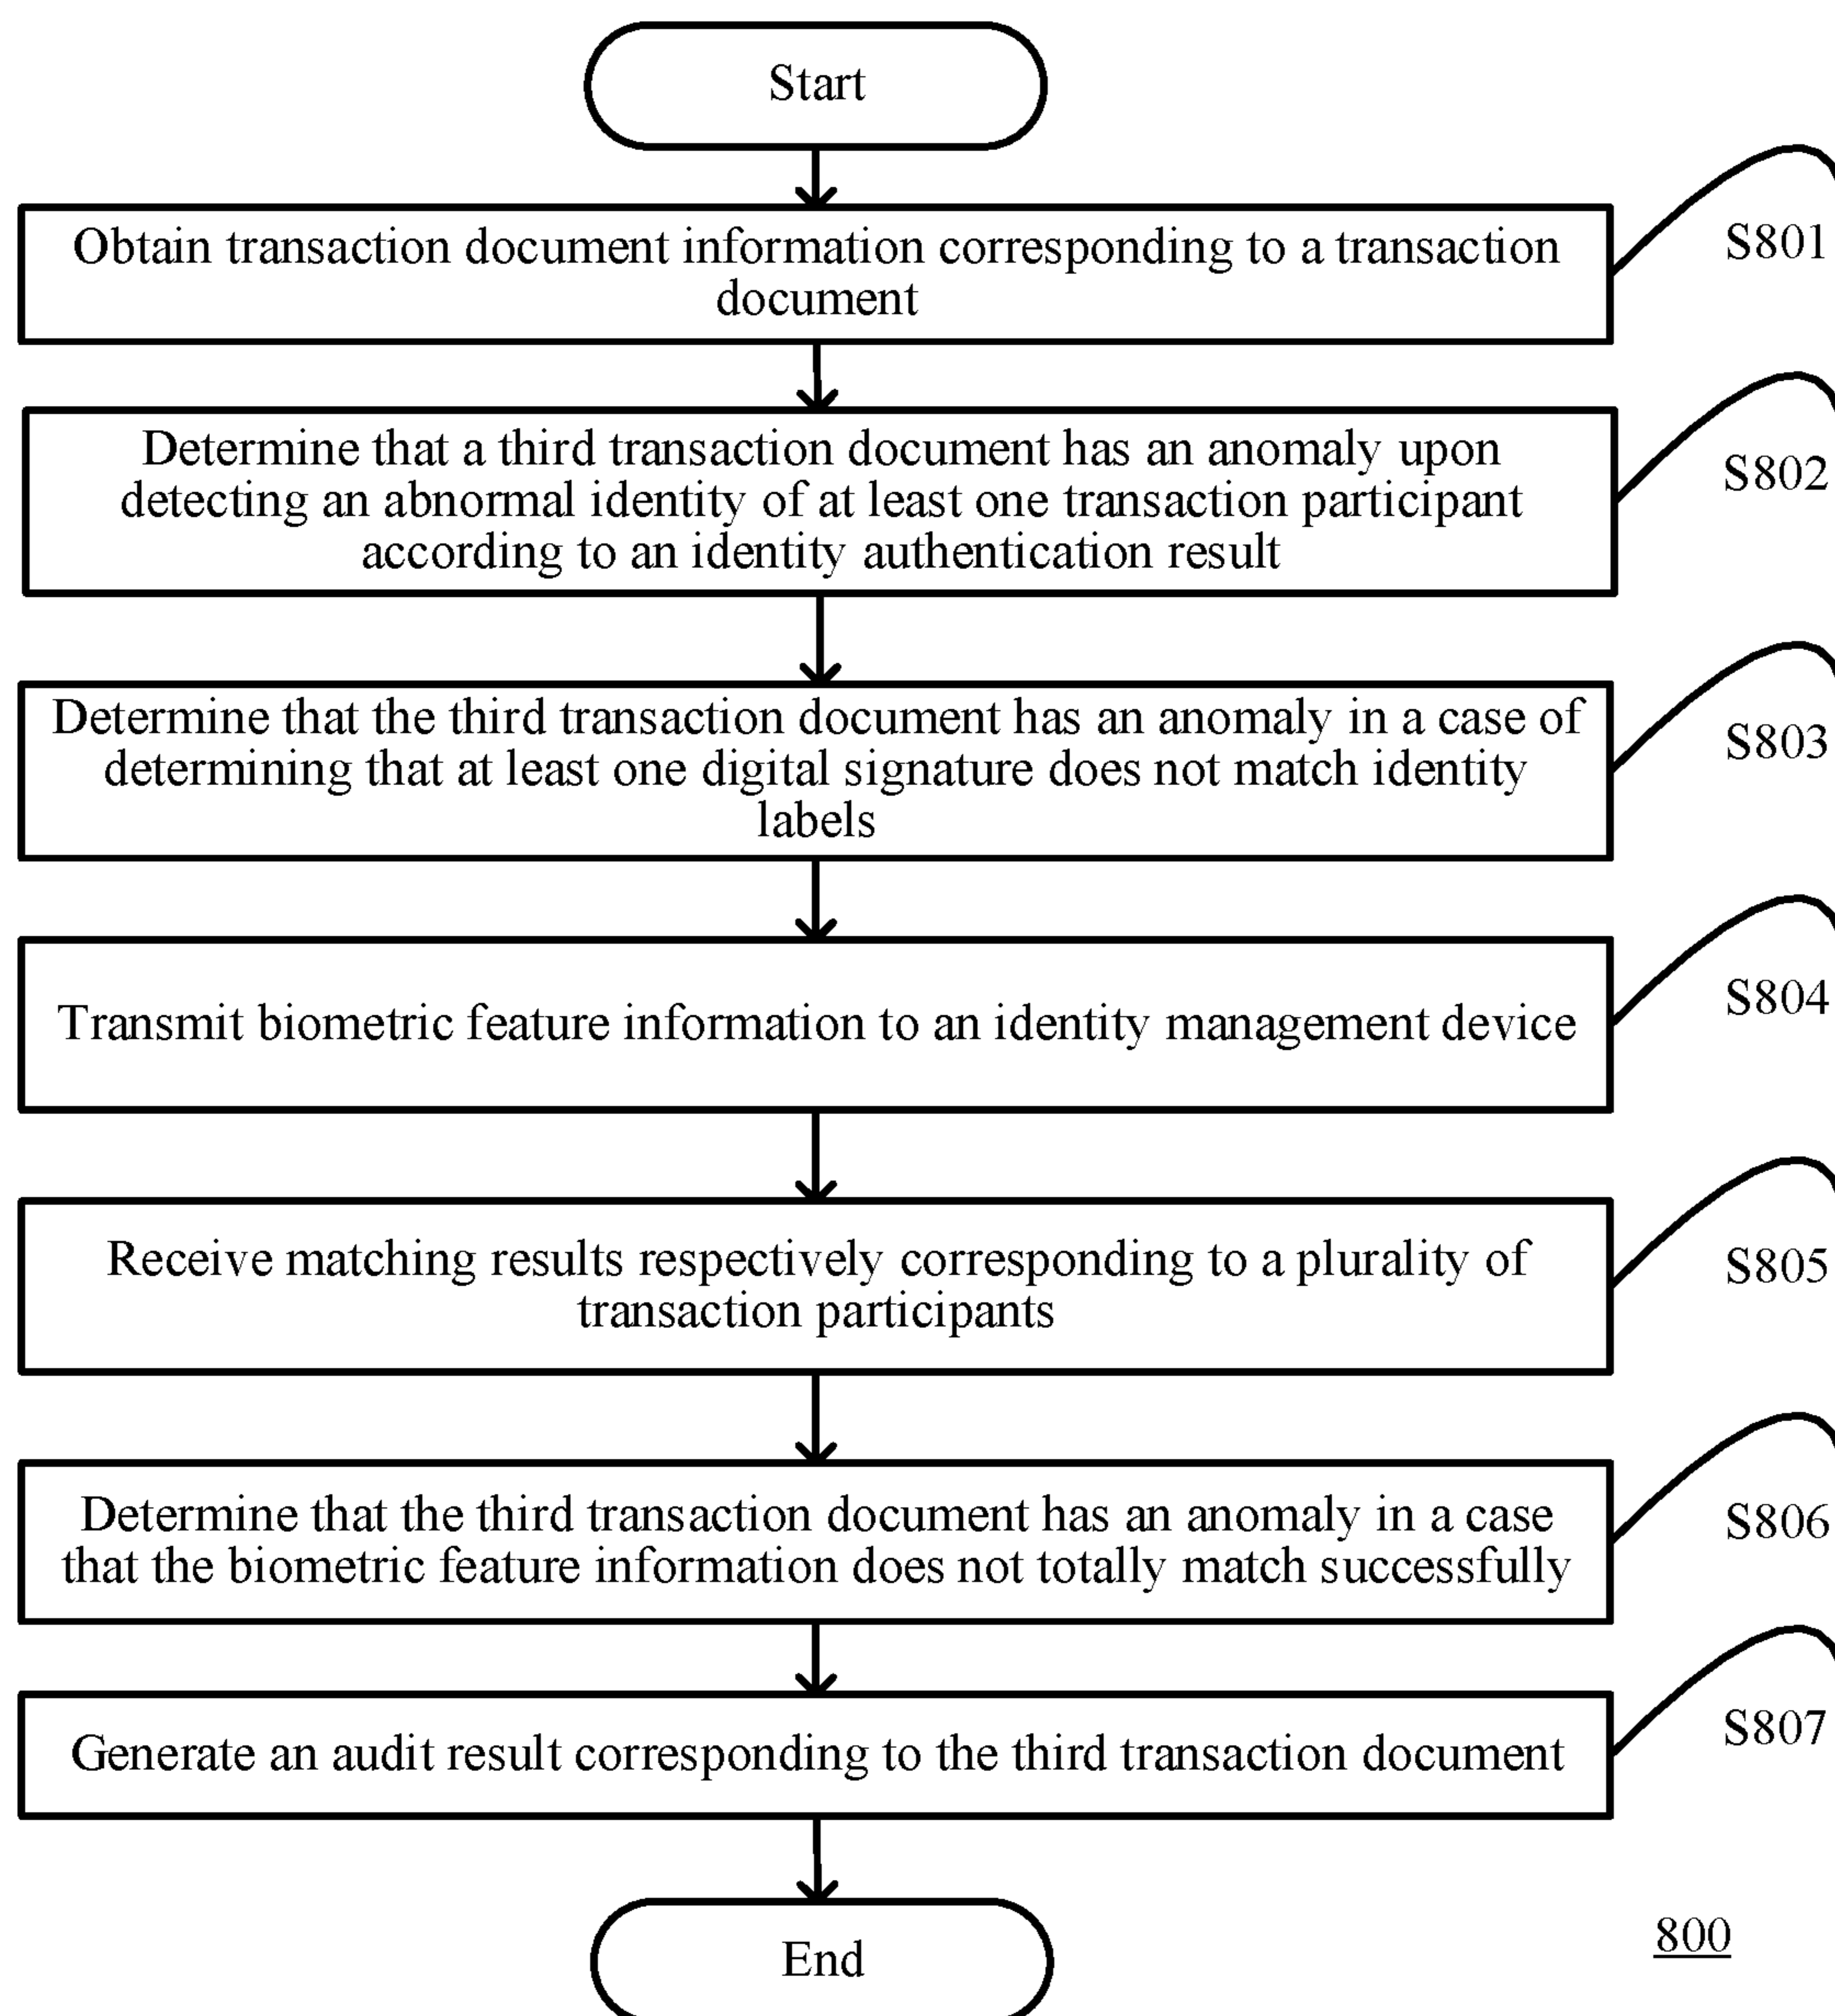 Start
Obtain transaction document information corresponding to a transaction
document
S801
Determine that a third transaction document has an anomaly upon
detecting an abnormal identity of at least one transaction participant
according to an identity authentication result
S802
Determine that the third transaction document has an anomaly in a case of
determining that at least one digital signature does not match identity
labels
S803
Transmit biometric feature information to an identity management device
S804
Receive matching results respectively corresponding to a plurality of
transaction participants
S805
Determine that the third transaction document has an anomaly in a case
that the biometric feature information does not totally match successfully
S806
Generate an audit result corresponding to the third transaction document
S807
End
800